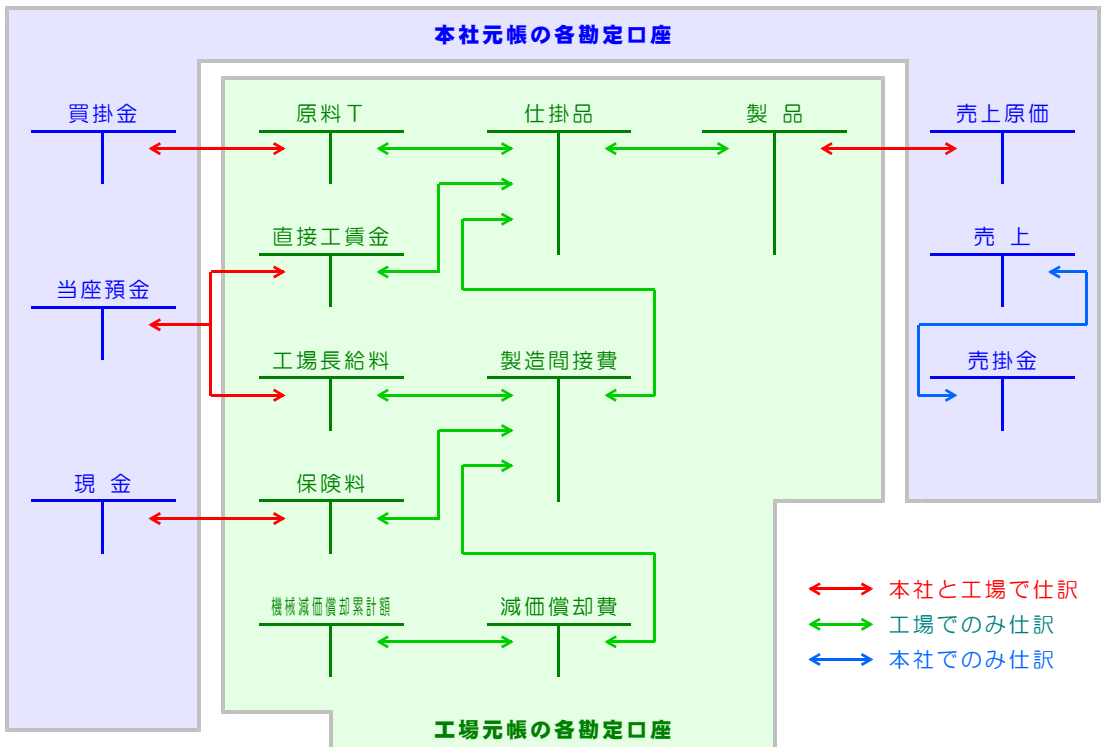 本社元帳の各勘定口座
買掛金
原料T
仕掛品
製 品
売上原価
直接工賃金
売 上
当座預金
工場長給料
製造間接費
売掛金
現 金
保険料
機械減価償却累計額
減価償却費
本社と工場で仕訳
工場でのみ仕訳
本社でのみ仕訳
工場元帳の各勘定口座